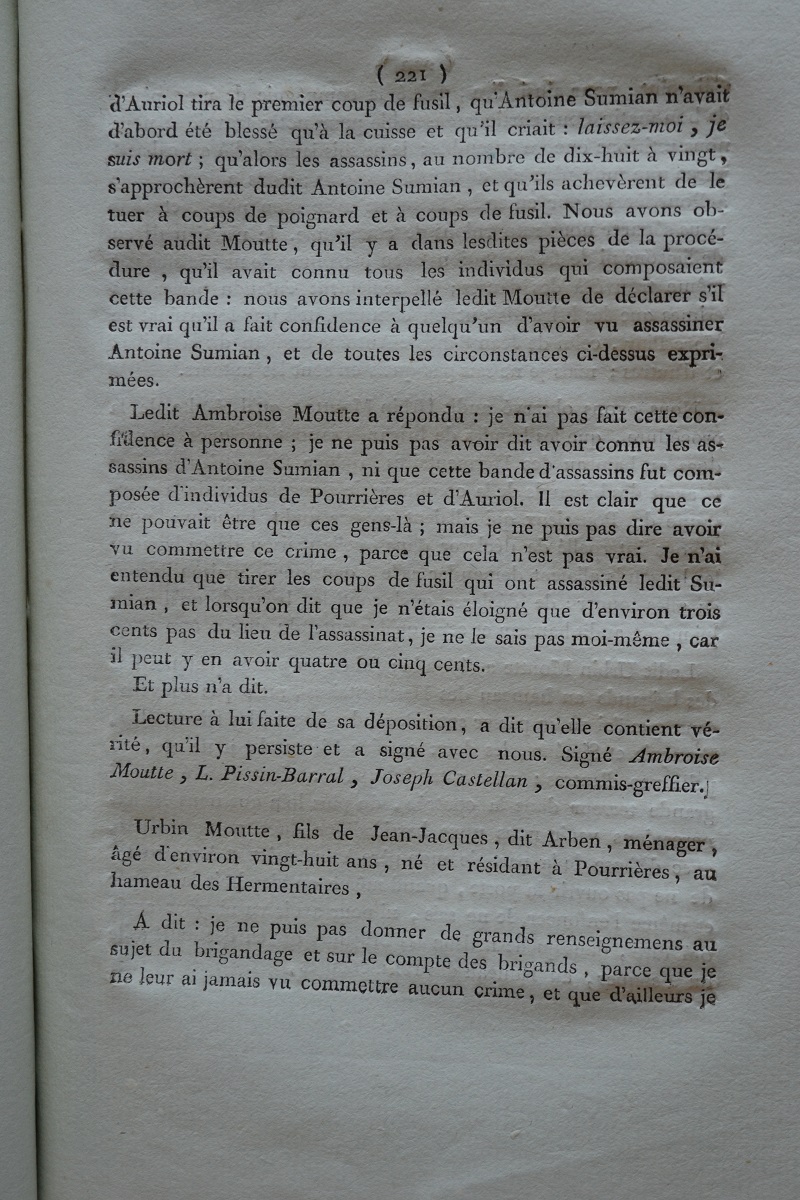 ( 221 )
d'Auriol tira le premier coup de fusil, qu'Antoine Sumian n'avait
d'abord été blessé qu'à la cuisse et qu'il criait : laissez-moi, je
suis mort ; qu'alors les assassins, au nombre de dix-huit à vingt,
s'approchèrent dudit Antoine Sumian, et qu'ils achevèrent de le
tuer à coups de poignard et à coups de fusil. Nous avons ob-
servé audit Moutte, qu'il y a dans lesdites pièces de la procé-
dure, qu'il avait connu tous les individus qui composaient
cette bande : nous avons interpellé ledit Moutte de déclarer s'il
est vrai qu'il a fait confidence à quelqu'un d'avoir vu assassiner
Antoine Sumian, et de toutes les circonstances ci-dessus expri-
mées.
Ledit Ambroise Moutte a répondu : je n'ai pas fait cette con-
fidence à personne ; je ne puis pas avoir dit avoir connu les as-
sassins d'Antoine Sumian, ni que cette bande d'assassins fut com-
posée d'individus de Pourrières et d'Auriol. Il est clair que ce
ne pouvait être que ces gens-là ; mais je ne puis pas dire avoir
vu commettre ce crime, parce que cela n'est pas vrai. Je n'ai
entendu que tirer les coups de fusil qui ont assassiné ledit Su-
mian, et lorsqu'on dit que je n'étais éloigné que d'environ trois
cents pas du lieu de l'assassinat, je ne le sais pas moi-même, car
il peut y en avoir quatre ou cinq cents.
Et plus n'a dit.
Lecture à lui faite de sa déposition, a dit qu'elle contient vé-
rité, qu'il y persiste et a signé avec nous. Signé Ambroise
Moutte, L. Pissin-Barral, Joseph Castellan, commis-greffier.
Urbin Moutte, fils de Jean-Jacques, dit Arben, ménager,
âgé d'environ vingt-huit ans, né et résidant à Pourrières, au
hameau des Hermentaires,
A dit : je ne puis pas donner de grands renseignemens au
sujet du brigandage et sur le compte des brigands, parce que je
ne leur ai jamais vu commettre aucun crime, et que d'ailleurs je